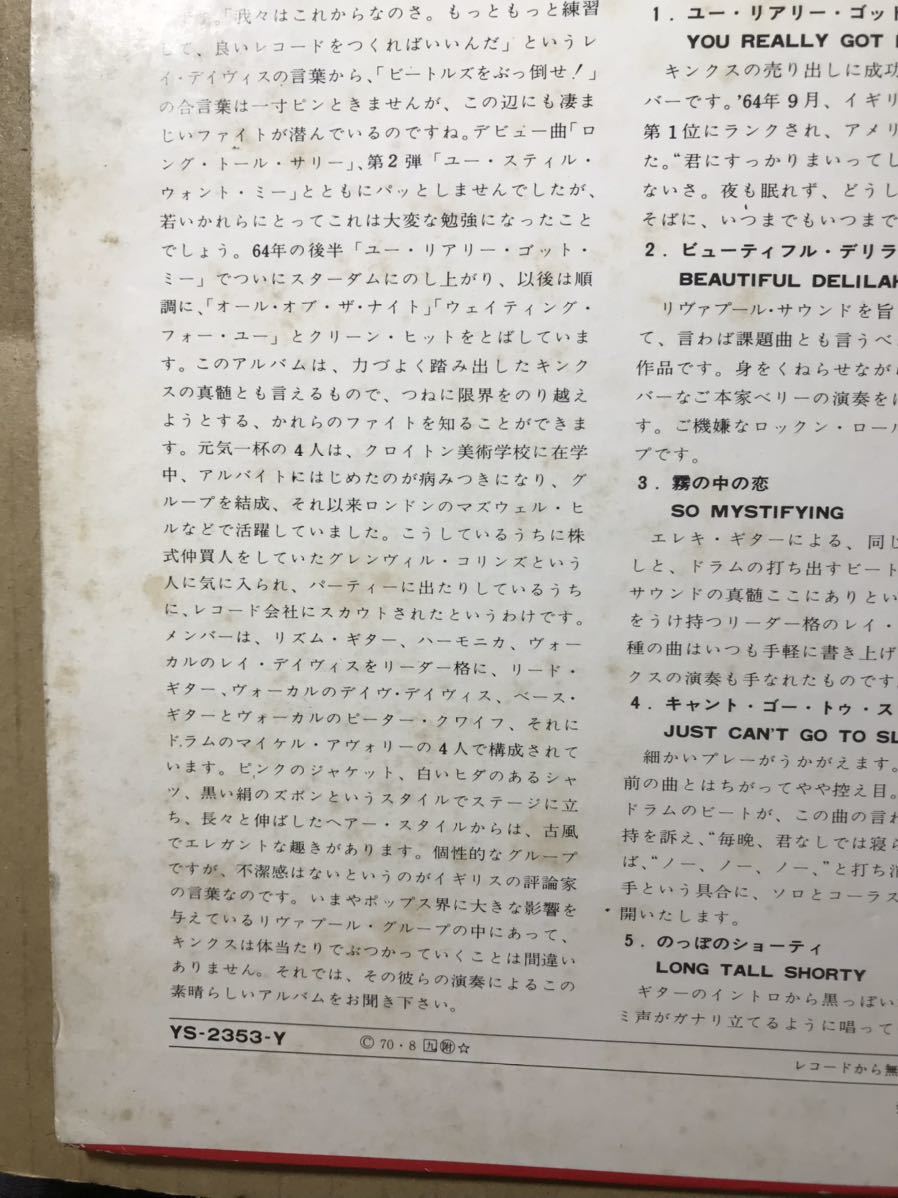 です。「我々はこれからなのさ。もっともっと練習
して、良いレコードをつくればいいんだ」というレ
イ・デイヴィスの言葉から、「ビートルズをぶっ倒せ！」
の合言葉は一寸ピンときませんが、この辺にも凄ま
じいファイトが潜んでいるのですね。デビュー曲「ロ
ング・トール・サリー」、第2弾「ユー・スティル・
ウォント・ミー」とともにパッとしませんでしたが、
若いかれらにとってこれは大変な勉強になったこと
でしょう。64年の後半「ユー・リアリー・ゴット・
ミー」でついにスターダムにのし上がり、以後は順
調に、「オール・オブ・ザ・ナイト」「ウェイティング・
フォー・ユー」とクリーン・ヒットをとばしていま
す。このアルバムは、力づよく踏み出したキンク
スの真髄とも言えるもので、つねに限界をのり越え
ようとする、かれらのファイトを知ることができま
す。元気一杯の4人は、クロイトン美術学校に在学
中、アルバイトにはじめたのが病みつきになり、グ
ループを結成、それ以来ロンドンのマズウェル・ヒ
ルなどで活躍していました。こうしているうちに株
式仲買人をしていたグレンヴィル・コリンズという
人に気に入られ、パーティーに出たりしているうち
に、レコード会社にスカウトされたというわけです。
メンバーは、リズム・ギター、ハーモニカ、ヴォー
カルのレイ・デイヴィスをリーダー格に、リード・
ギター、ヴォーカルのデイヴ・デイヴィス、ベース・
ギターとヴォーカルのピーター・クワイフ、それに
ドラムのマイケル・アヴォリーの4人で構成されて
います。ピンクのジャケット、白いヒダのあるシャ
ツ、黒い絹のズボンというスタイルでステージに立
ち、長々と伸ばしたヘアー・スタイルからは、古風
でエレガントな趣きがあります。個性的なグループ
ですが、不潔感はないというのがイギリスの評論家
の言葉なのです。いまやポップス界に大きな影響を
与えているリヴァプール・グループの中にあって、
キンクスは体当たりでぶつかっていくことは間違い
ありません。それでは、その彼らの演奏によるこの
素晴らしいアルバムをお聞き下さい。
YS-2353-Y
Ⓒ70・8 九 附 ☆
1．ユー・リアリー・ゴット
YOU REALLY GOT
キンクスの売り出しに成功
バーです。'64年9月、イギリ
第1位にランクされ、アメリ
た。“君にすっかりまいってし
ないさ。夜も眠れず、どうし
そばに、いつまでもいつまで
2．ビューティフル・デリラ
BEAUTIFUL DELILAH
リヴァプール・サウンドを旨
て、言わば課題曲とも言うべ
作品です。身をくねらせなが
バーなご本家ベリーの演奏を
す。ご機嫌なロックン・ロール
プです。
3．霧の中の恋
SO MYSTIFYING
エレキ・ギターによる、同じ
しと、ドラムの打ち出すビート
サウンドの真髄ここにありとい
をうけ持つリーダー格のレイ・
種の曲はいつも手軽に書き上げ
クスの演奏も手なれたものです
4．キャント・ゴー・トゥ・ス
JUST CAN'T GO TO SL
細かいプレーがうかがえます。
前の曲とはちがってやや控え目。
ドラムのビートが、この曲の言わ
持を訴え、“毎晩、君なしでは寝ら
ば、“ノー、ノー、ノー、”と打ち消
手という具合に、ソロとコーラス
開いたします。
5．のっぽのショーティ
LONG TALL SHORTY
ギターのイントロから黒っぽい
ミ声がガナリ立てるように唱って
レコードから無